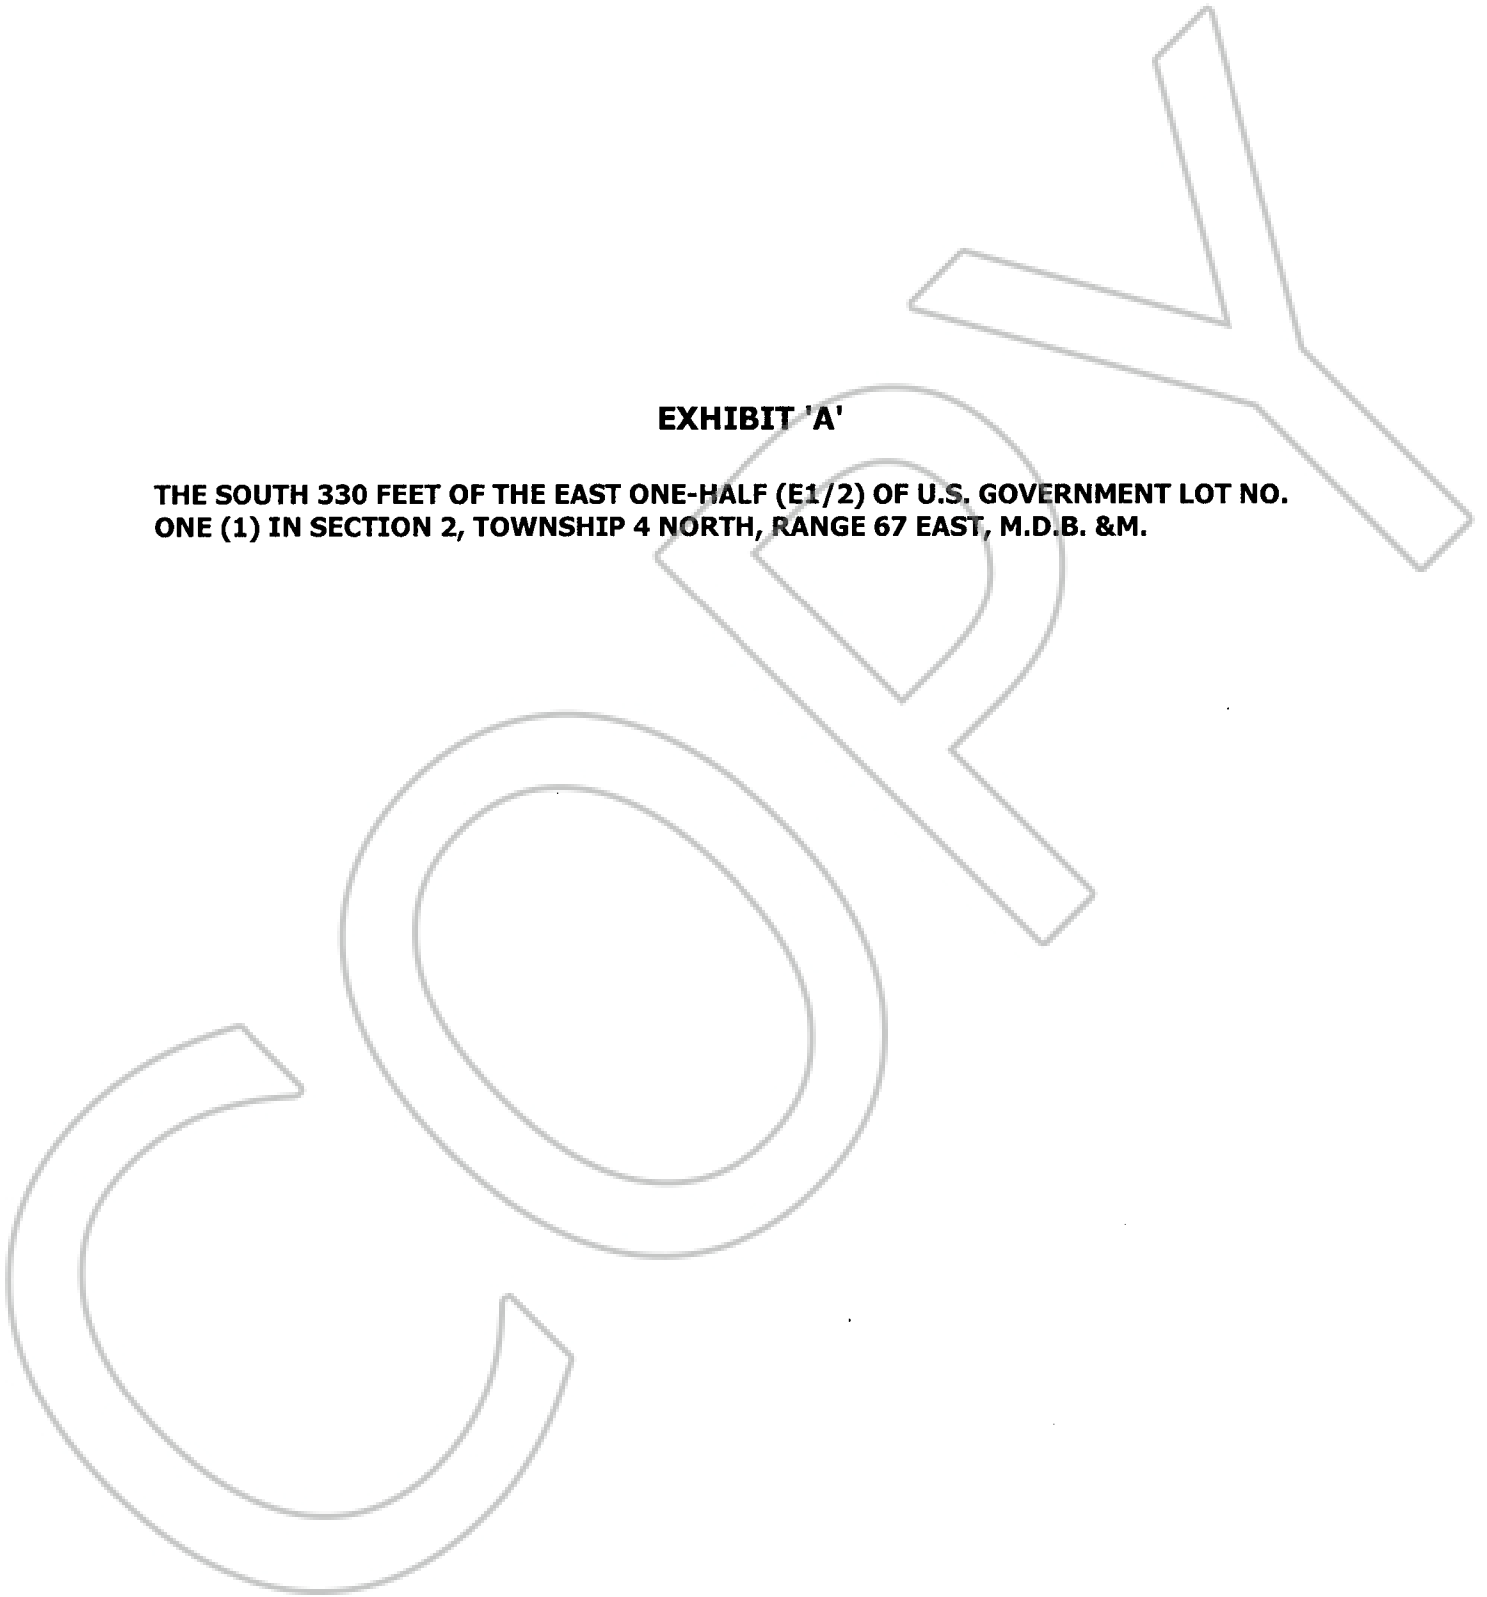 EXHIBIT 'A'
THE SOUTH 330 FEET OF THE EAST ONE-HALF (E1/2) OF U.S. GOVERNMENT LOT NO.
ONE (1) IN SECTION 2, TOWNSHIP 4 NORTH, RANGE 67 EAST, M.D.B. &M.
COPY